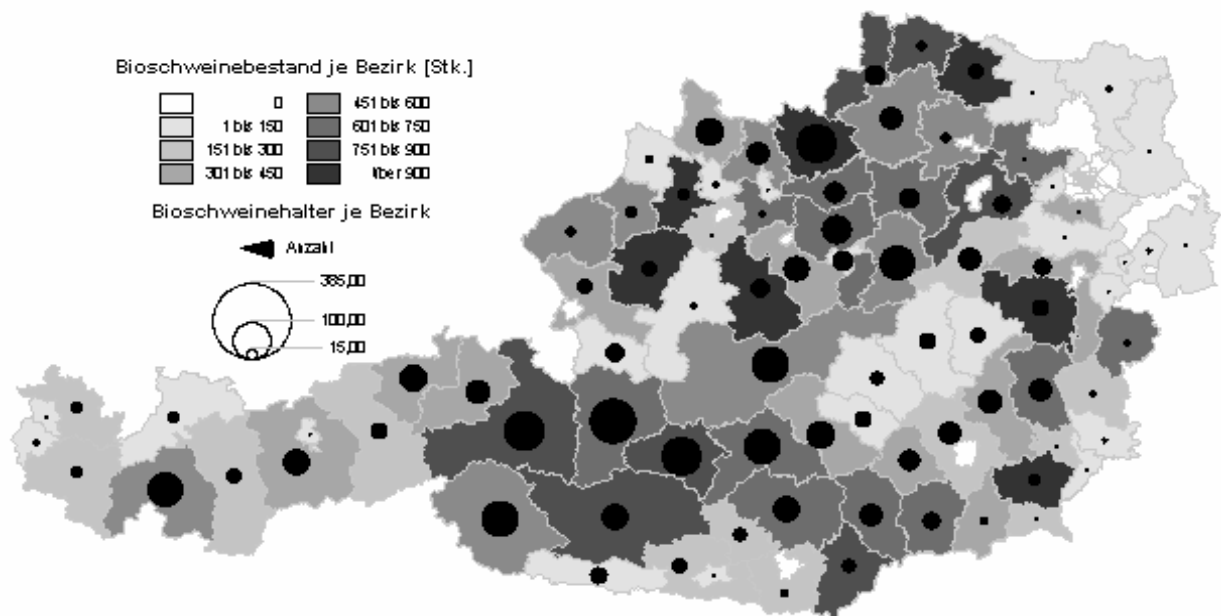 Bioschweinebestand je Bezirk [Stk.]
0
1 bis 150
151 bis 300
301 bis 450
451 bis 600
601 bis 750
751 bis 900
über 900
Bioschweinehalter je Bezirk
Anzahl
385,00
100,00
15,00